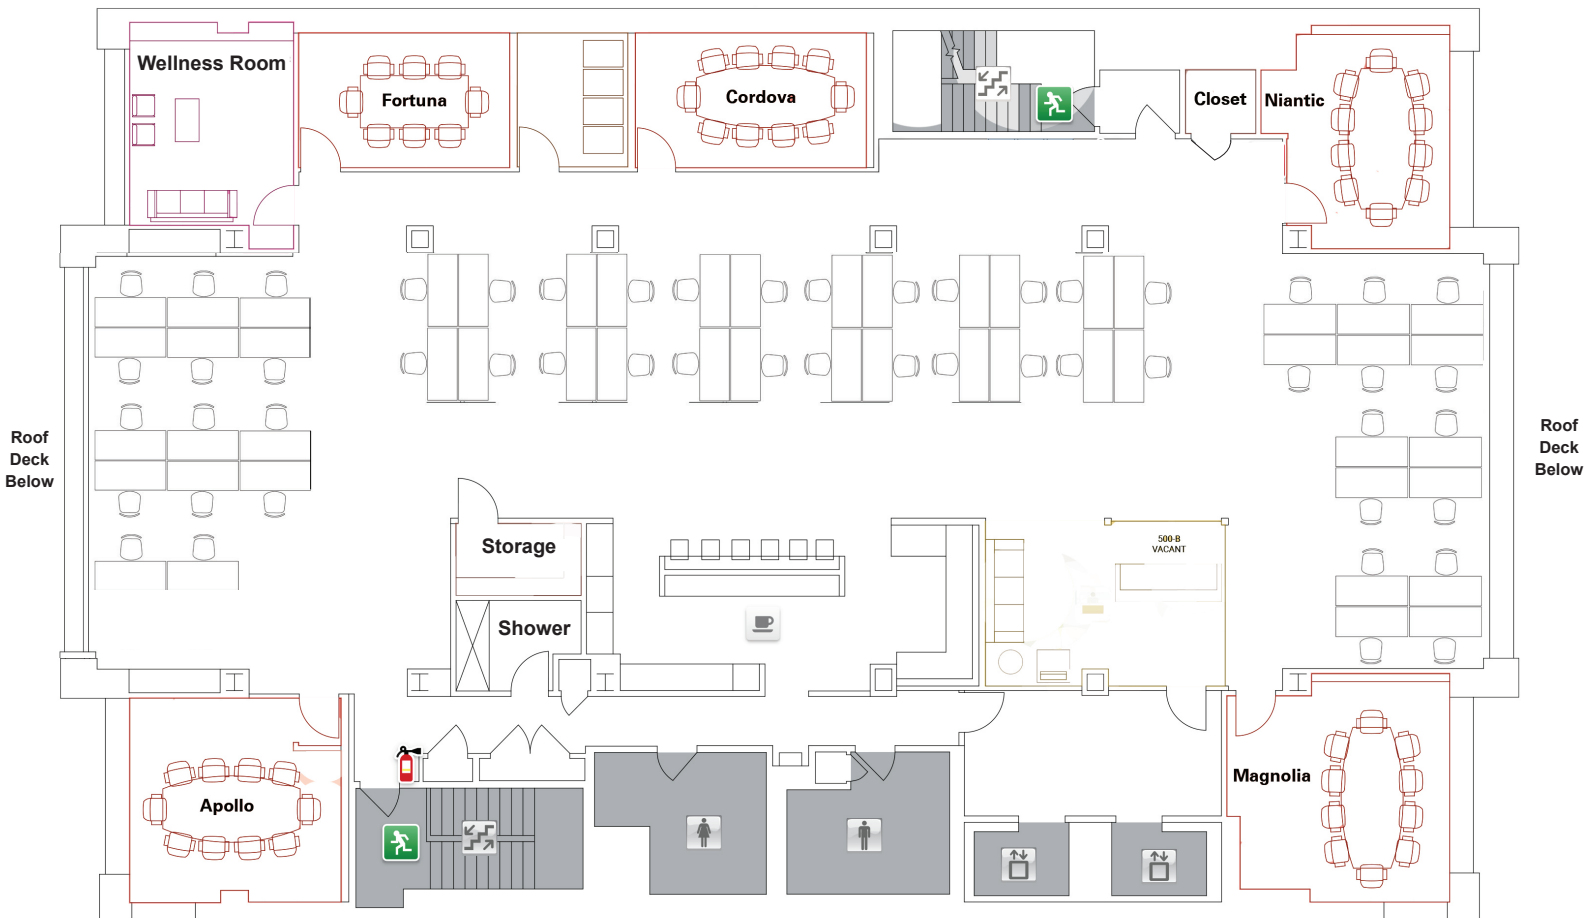 Wellness Room
Fortuna
Cordova
Closet
Niantic
Roof
Deck
Below
Roof
Deck
Below
Storage
500-B
VACANT
Shower
Apollo
Magnolia